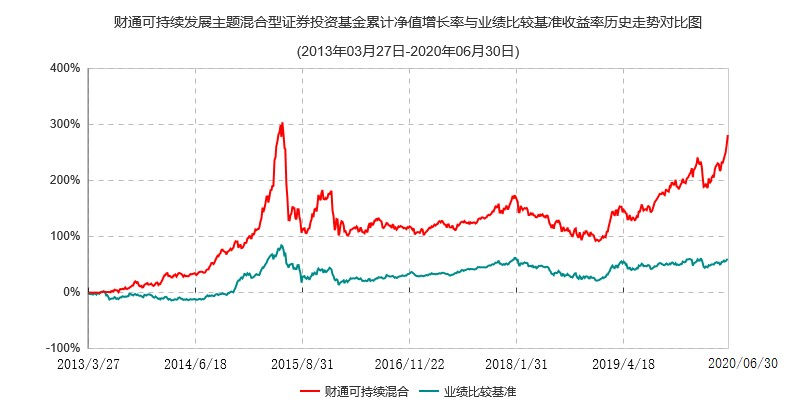 财通可持续发展主题混合型证券投资基金累计净值增长率与业绩比较基准收益率历史走势对比图
(2013年03月27日-2020年06月30日)
400%
300%
200%
100%
0%
-100%
2013/3/27 2014/6/18 2015/8/31 2016/11/22 2018/1/31 2019/4/18 2020/06/30
财通可持续混合 业绩比较基准